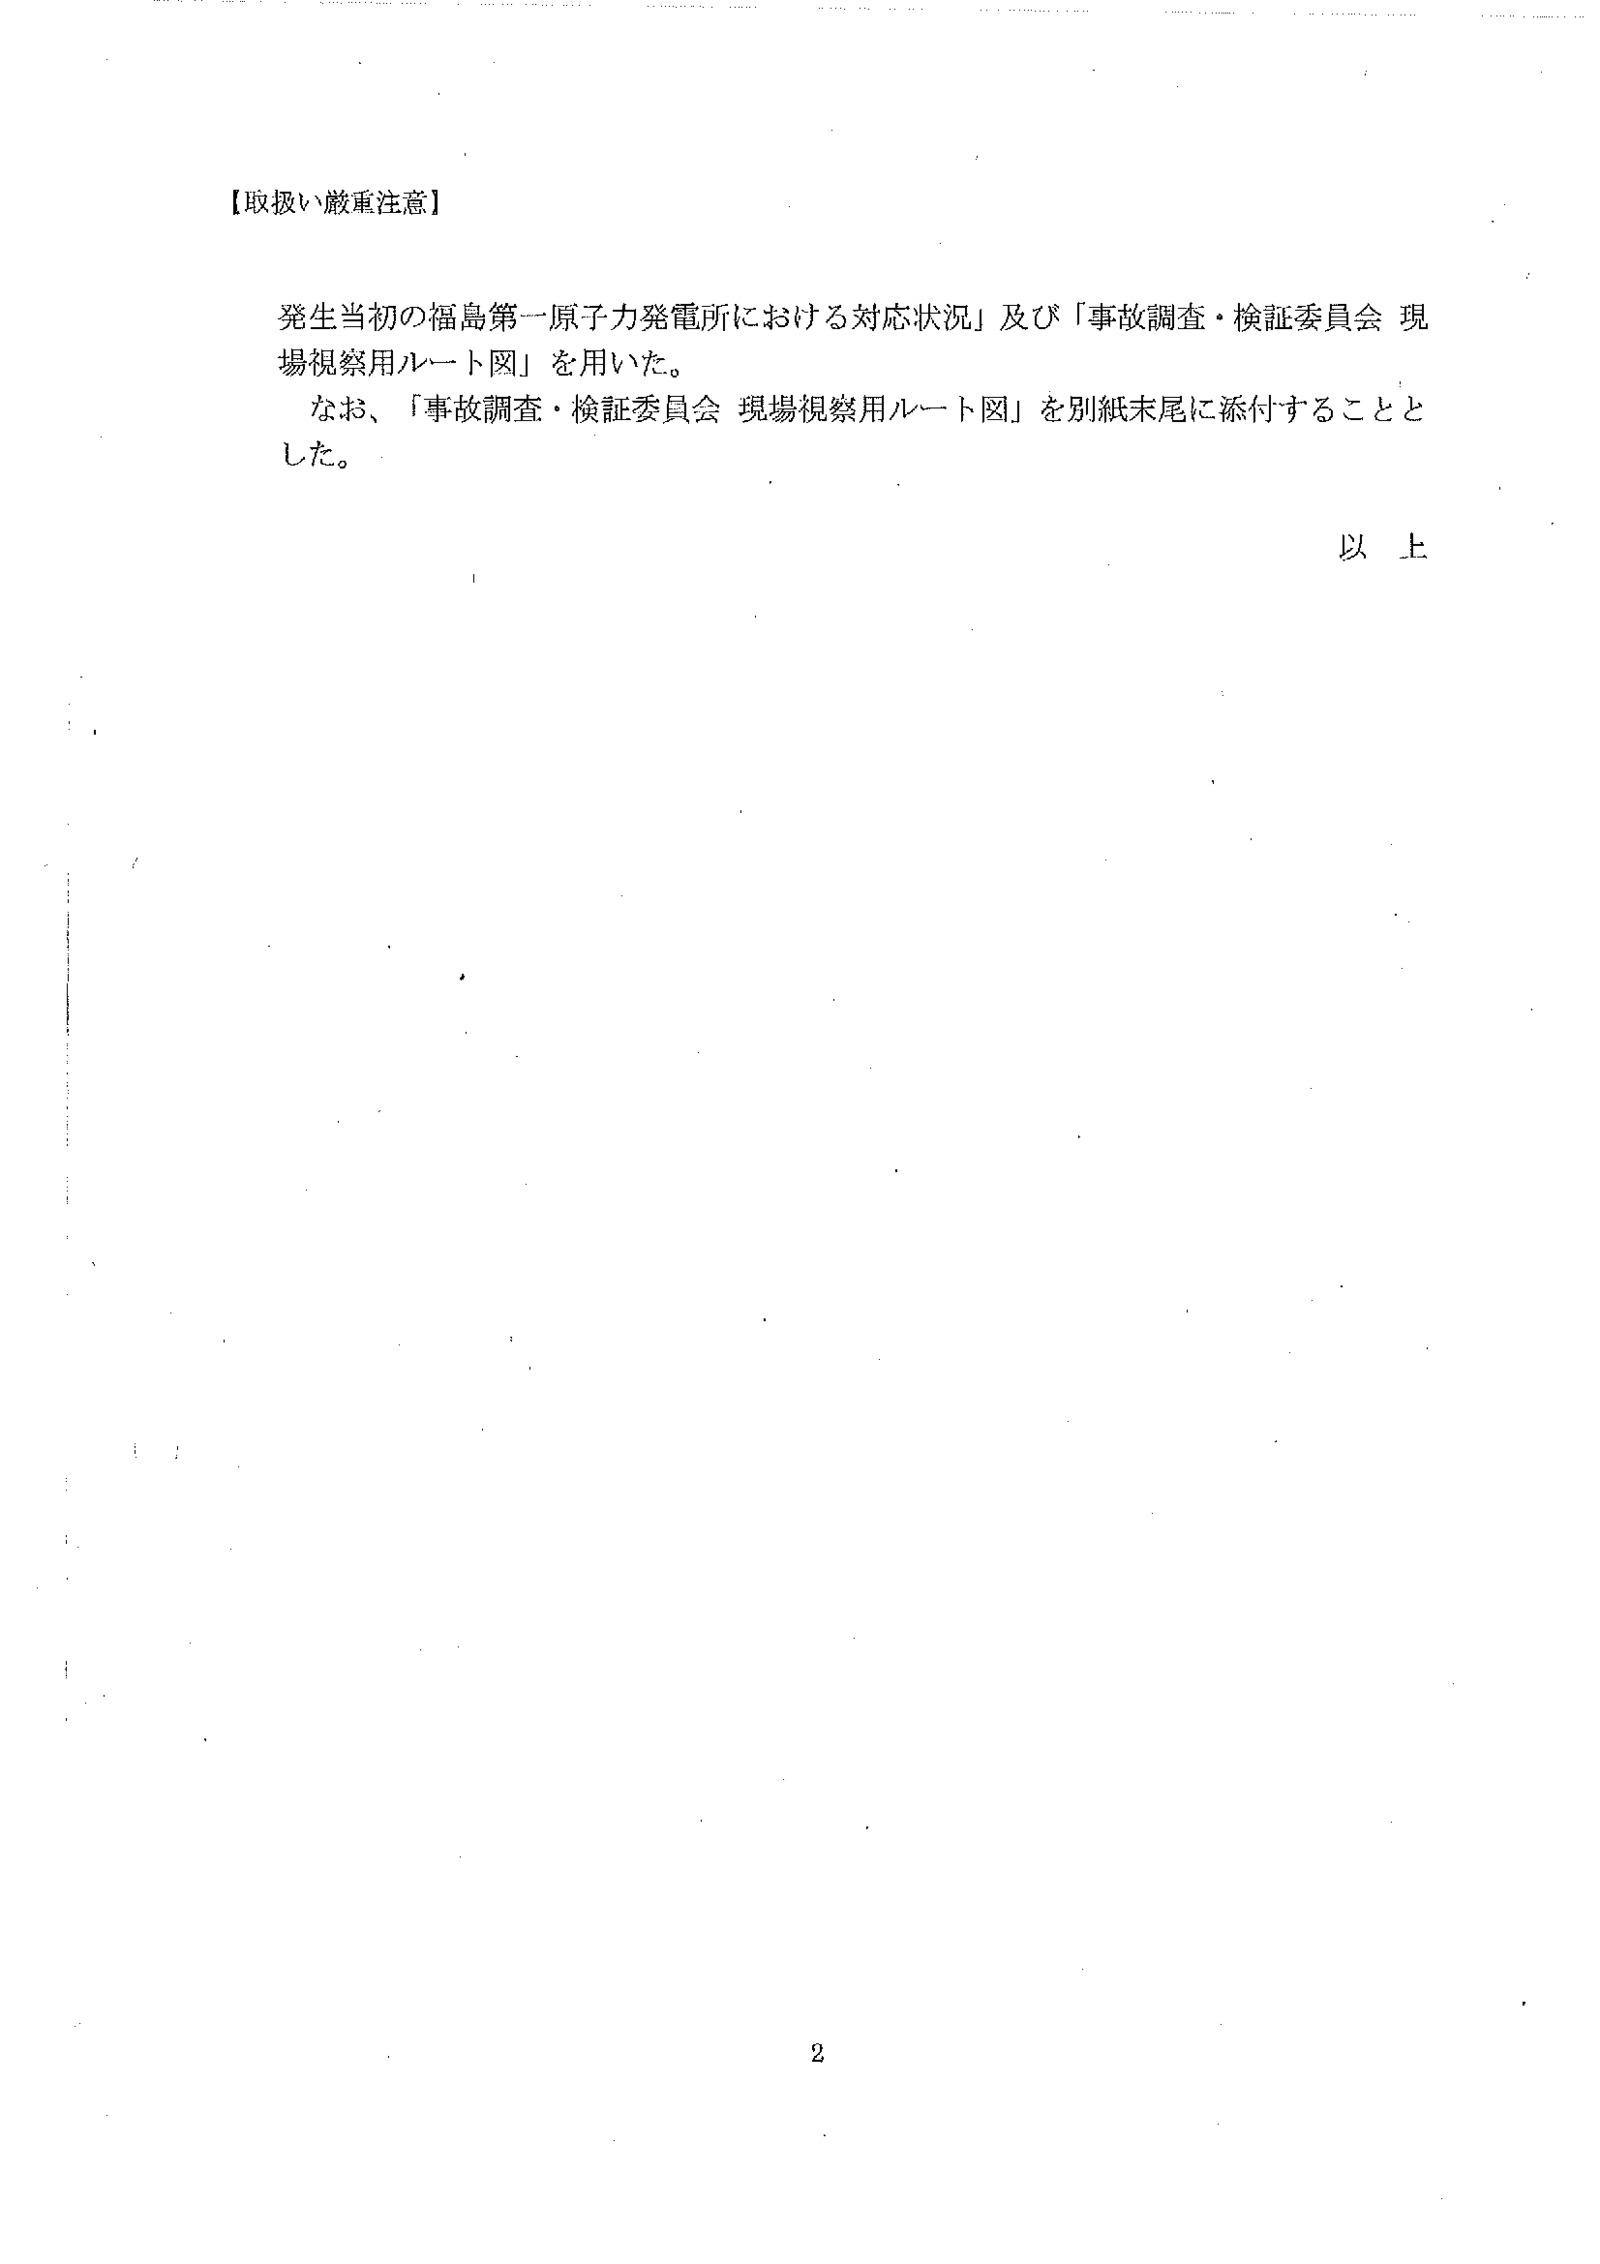 【取扱い厳重注意】
発生当初の福島第一原子力発電所における対応状況」及び「事故調査・検証委員会 現
場視察用ルート図」を用いた。
なお、「事故調査・検証委員会 現場視察用ルート図」を別紙末尾に添付することと
した。
以 上
2